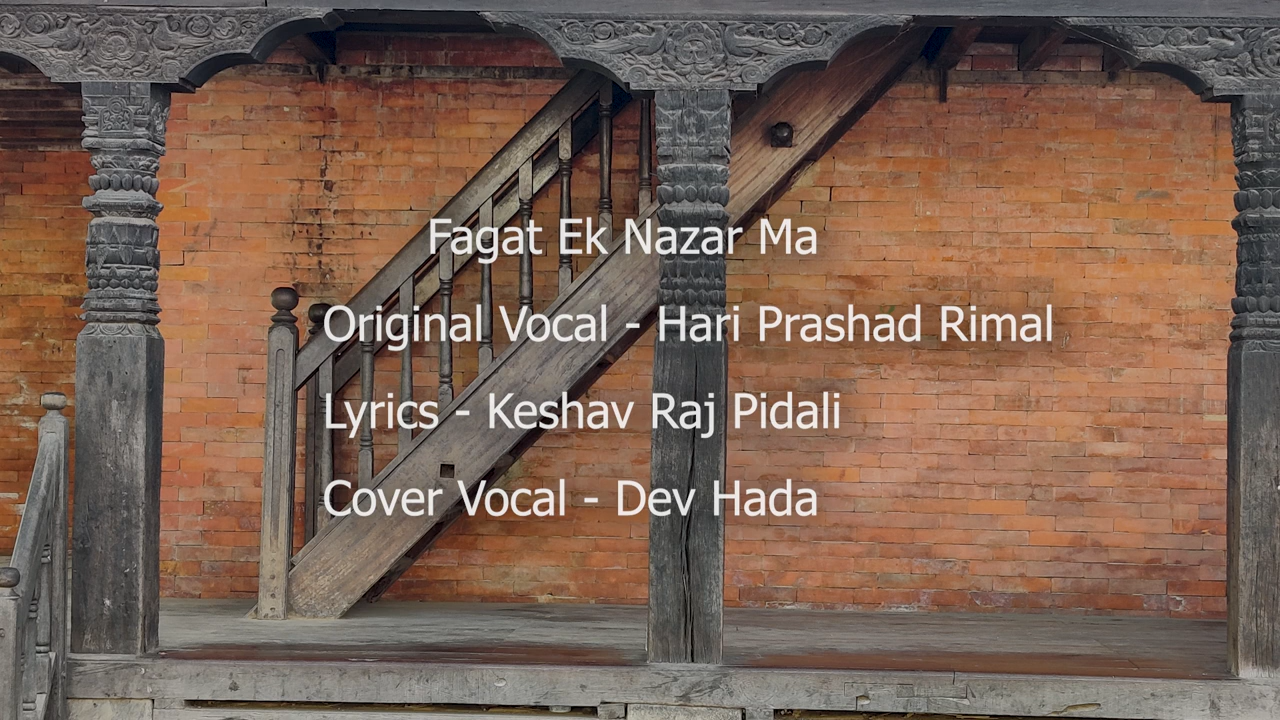 Fagat Ek Nazar Ma
Original Vocal - Hari Prashad Rimal
Lyrics - Keshav Raj Pidali
Cover Vocal - Dev Hada